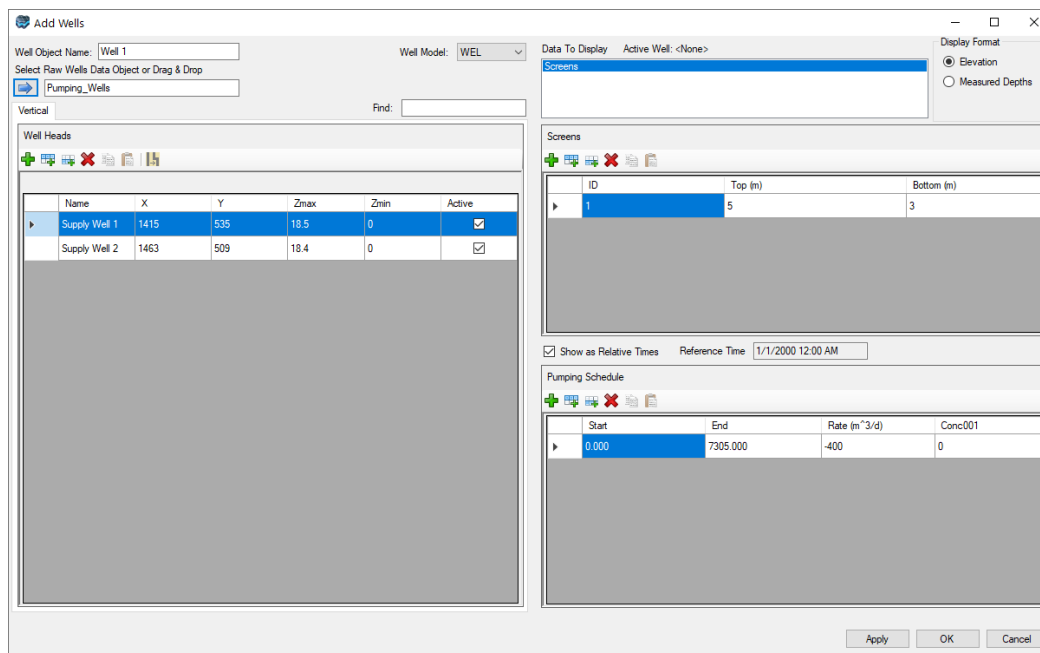 Add Wells
Well Object Name: Well 1
Well Model: WEL
Select Raw Wells Data Object or Drag & Drop
Pumping_Wells
Vertical
Find:
Well Heads
Name X Y Zmax Zmin Active
Supply Well 1 1415 535 18.5 0
Supply Well 2 1463 509 18.4 0
Data To Display Active Well: <None>
Screens
Display Format
Elevation
Measured Depths
Screens
ID Top (m) Bottom (m)
1 5 3
Show as Relative Times Reference Time 1/1/2000 12:00 AM
Pumping Schedule
Start End Rate (m^3/d) Conc001
0.000 7305.000 -400 0
Apply OK Cancel